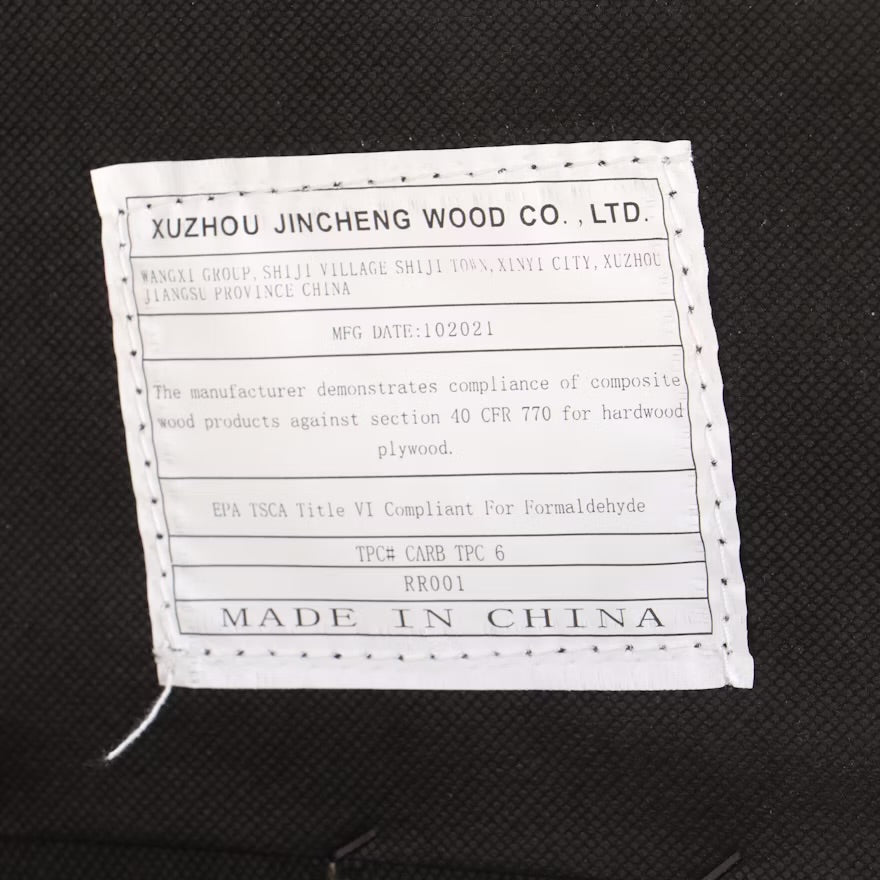 XUZHOU JINCHENG WOOD CO. , LTD.
WANGXI GROUP, SHIJI VILLAGE SHIJI TOWN, XINYI CITY, XUZHOU
JIANGSU PROVINCE CHINA
MFG DATE:102021
The manufacturer demonstrates compliance of composite
wood products against section 40 CFR 770 for hardwood
plywood.
EPA TSCA Title VI Compliant For Formaldehyde
TPC# CARB TPC 6
RR001
MADE IN CHINA